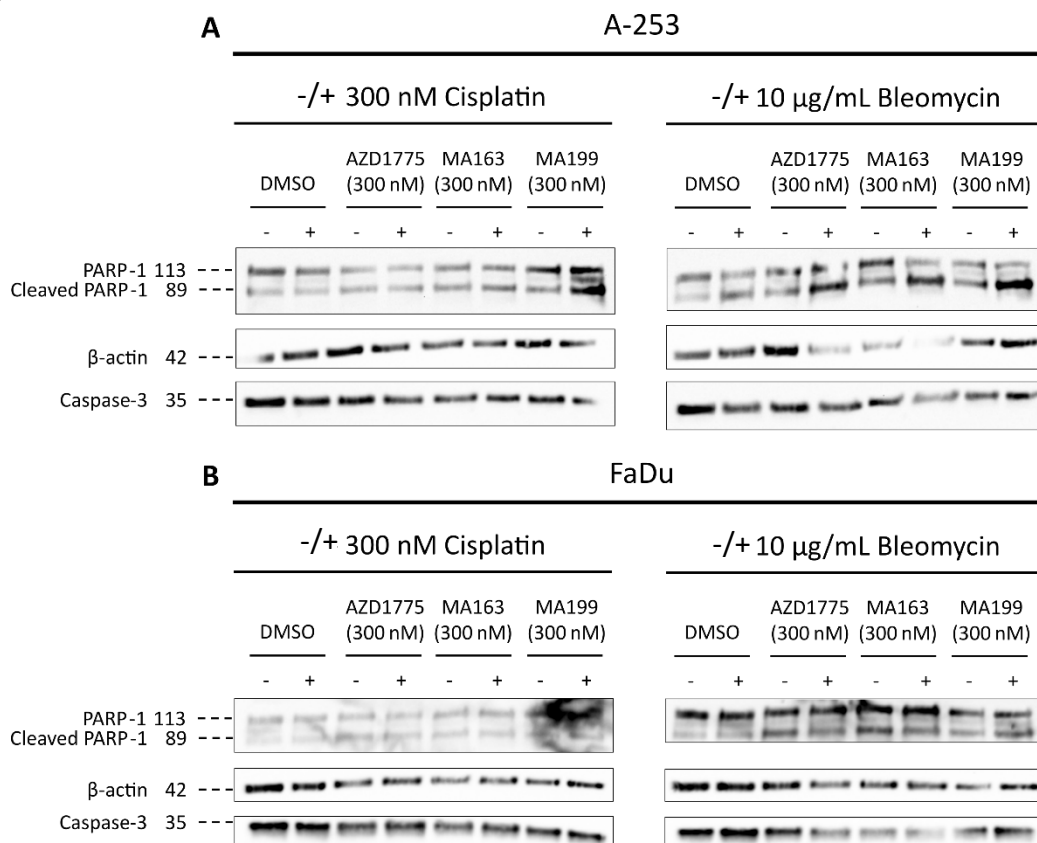 A
A-253
-/+ 300 nM Cisplatin
-/+ 10 µg/mL Bleomycin
DMSO
AZD1775 (300 nM)
MA163 (300 nM)
MA199 (300 nM)
DMSO
AZD1775 (300 nM)
MA163 (300 nM)
MA199 (300 nM)
- + - + - + - +
- + - + - + - +
PARP-1 113
Cleaved PARP-1 89
β-actin 42
Caspase-3 35
B
FaDu
-/+ 300 nM Cisplatin
-/+ 10 µg/mL Bleomycin
DMSO
AZD1775 (300 nM)
MA163 (300 nM)
MA199 (300 nM)
DMSO
AZD1775 (300 nM)
MA163 (300 nM)
MA199 (300 nM)
- + - + - + - +
- + - + - + - +
PARP-1 113
Cleaved PARP-1 89
β-actin 42
Caspase-3 35